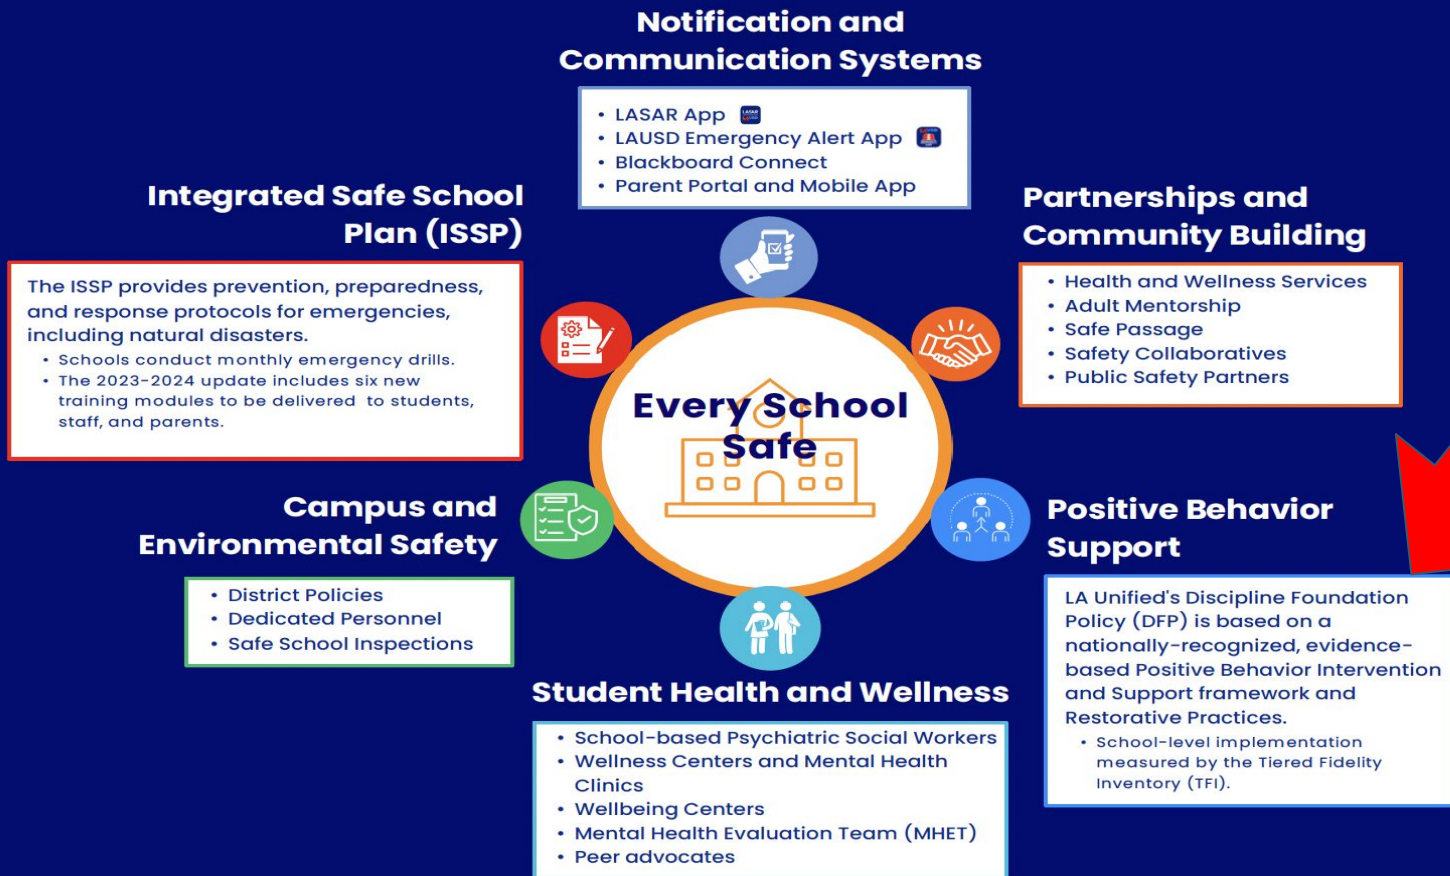 Notification and
Communication Systems
• LASAR App
• LAUSD Emergency Alert App
• Blackboard Connect
• Parent Portal and Mobile App
Integrated Safe School
Plan (ISSP)
The ISSP provides prevention, preparedness,
and response protocols for emergencies,
including natural disasters.
• Schools conduct monthly emergency drills.
• The 2023-2024 update includes six new
training modules to be delivered to students,
staff, and parents.
Partnerships and
Community Building
• Health and Wellness Services
• Adult Mentorship
• Safe Passage
• Safety Collaboratives
• Public Safety Partners
Every School
Safe
Campus and
Environmental Safety
• District Policies
• Dedicated Personnel
• Safe School Inspections
Positive Behavior
Support
LA Unified's Discipline Foundation
Policy (DFP) is based on a
nationally-recognized, evidence-
based Positive Behavior Intervention
and Support framework and
Restorative Practices.
• School-level implementation
measured by the Tiered Fidelity
Inventory (TFI).
Student Health and Wellness
• School-based Psychiatric Social Workers
• Wellness Centers and Mental Health
Clinics
• Wellbeing Centers
• Mental Health Evaluation Team (MHET)
• Peer advocates